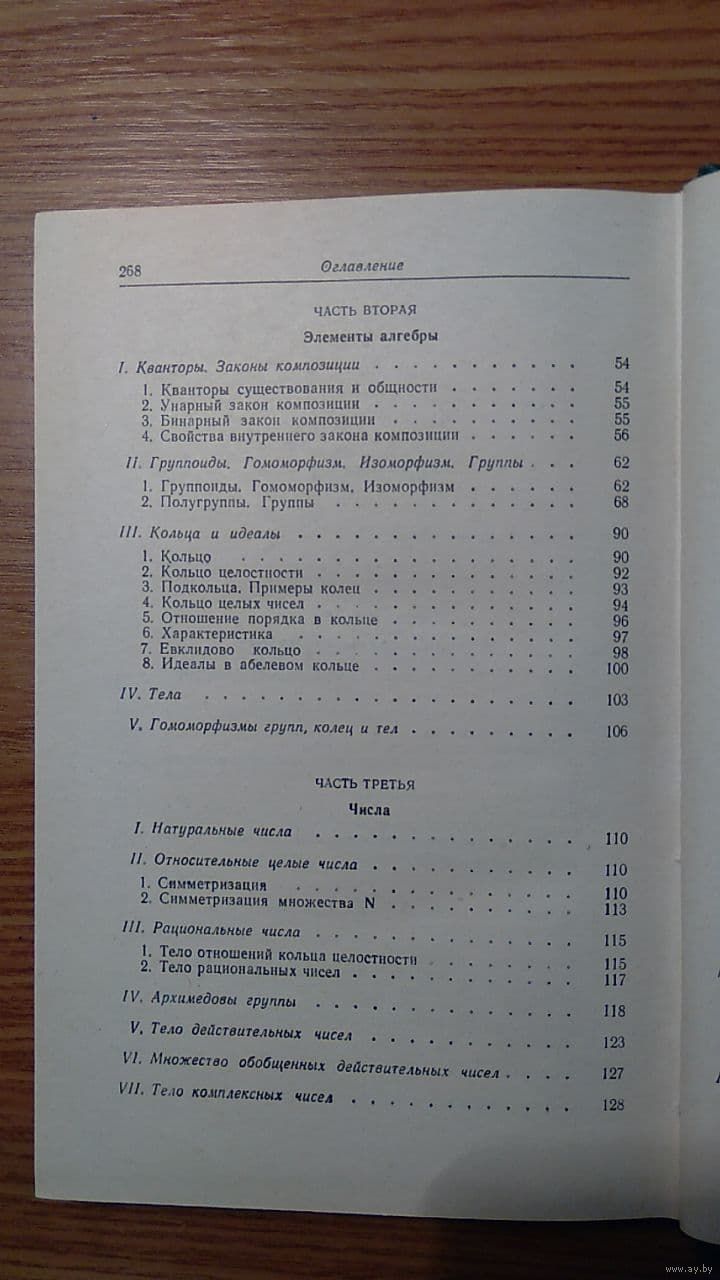 268 Оглавление
ЧАСТЬ ВТОРАЯ
Элементы алгебры
I. Кванторы. Законы композиции . . . . . . . . . . . 54
1. Кванторы существования и общности . . . . . . . 54
2. Унарный закон композиции . . . . . . . . . . . 55
3. Бинарный закон композиции . . . . . . . . . . 55
4. Свойства внутреннего закона композиции . . . . . . 56
II. Группоиды. Гомоморфизм. Изоморфизм. Группы . . . 62
1. Группоиды. Гомоморфизм. Изоморфизм . . . . . . 62
2. Полугруппы. Группы . . . . . . . . . . . . 68
III. Кольца и идеалы . . . . . . . . . . . . . . 90
1. Кольцо . . . . . . . . . . . . . . . . 90
2. Кольцо целостности . . . . . . . . . . . . . 92
3. Подкольца. Примеры колец . . . . . . . . . . . 93
4. Кольцо целых чисел . . . . . . . . . . . . . 94
5. Отношение порядка в кольце . . . . . . . . . . 96
6. Характеристика . . . . . . . . . . . . . . 97
7. Евклидово кольцо . . . . . . . . . . . . . 98
8. Идеалы в абелевом кольце . . . . . . . . . . . 100
IV. Тела . . . . . . . . . . . . . . . . . . 103
V. Гомоморфизмы групп, колец и тел . . . . . . . . . 106
ЧАСТЬ ТРЕТЬЯ
Числа
I. Натуральные числа . . . . . . . . . . . . . . 110
II. Относительные целые числа . . . . . . . . . . . 110
1. Симметризация . . . . . . . . . . . . . . 110
2. Симметризация множества N . . . . . . . . . . 113
III. Рациональные числа . . . . . . . . . . . . . 115
1. Тело отношений кольца целостности . . . . . . . . 115
2. Тело рациональных чисел . . . . . . . . . . . . 117
IV. Архимедовы группы . . . . . . . . . . . . . . 118
V. Тело действительных чисел . . . . . . . . . . . 123
VI. Множество обобщенных действительных чисел . . . . 127
VII. Тело комплексных чисел . . . . . . . . . . . . 128
www.ay.by